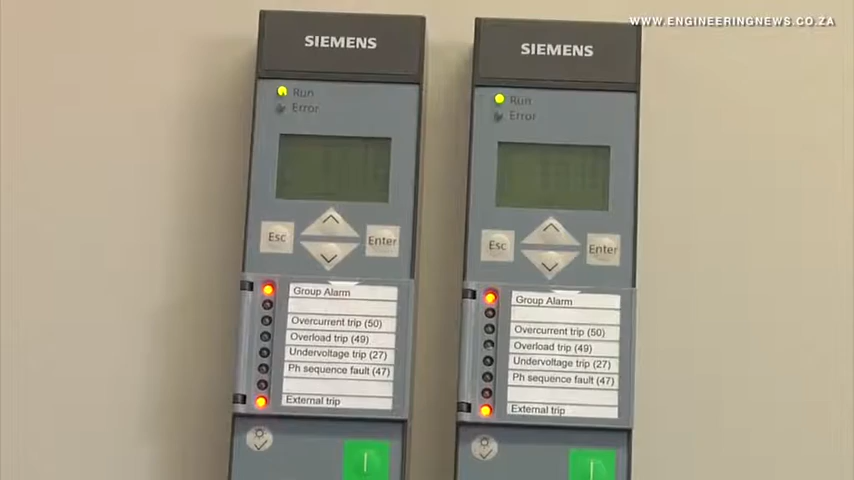 WWW.ENGINEERINGNEWS.CO.ZA
SIEMENS
Run
Error
Esc
Enter
Group Alarm
Overcurrent trip (50)
Overload trip (49)
Undervoltage trip (27)
Ph sequence fault (47)
External trip
SIEMENS
Run
Error
Esc
Enter
Group Alarm
Overcurrent trip (50)
Overload trip (49)
Undervoltage trip (27)
Ph sequence fault (47)
External trip